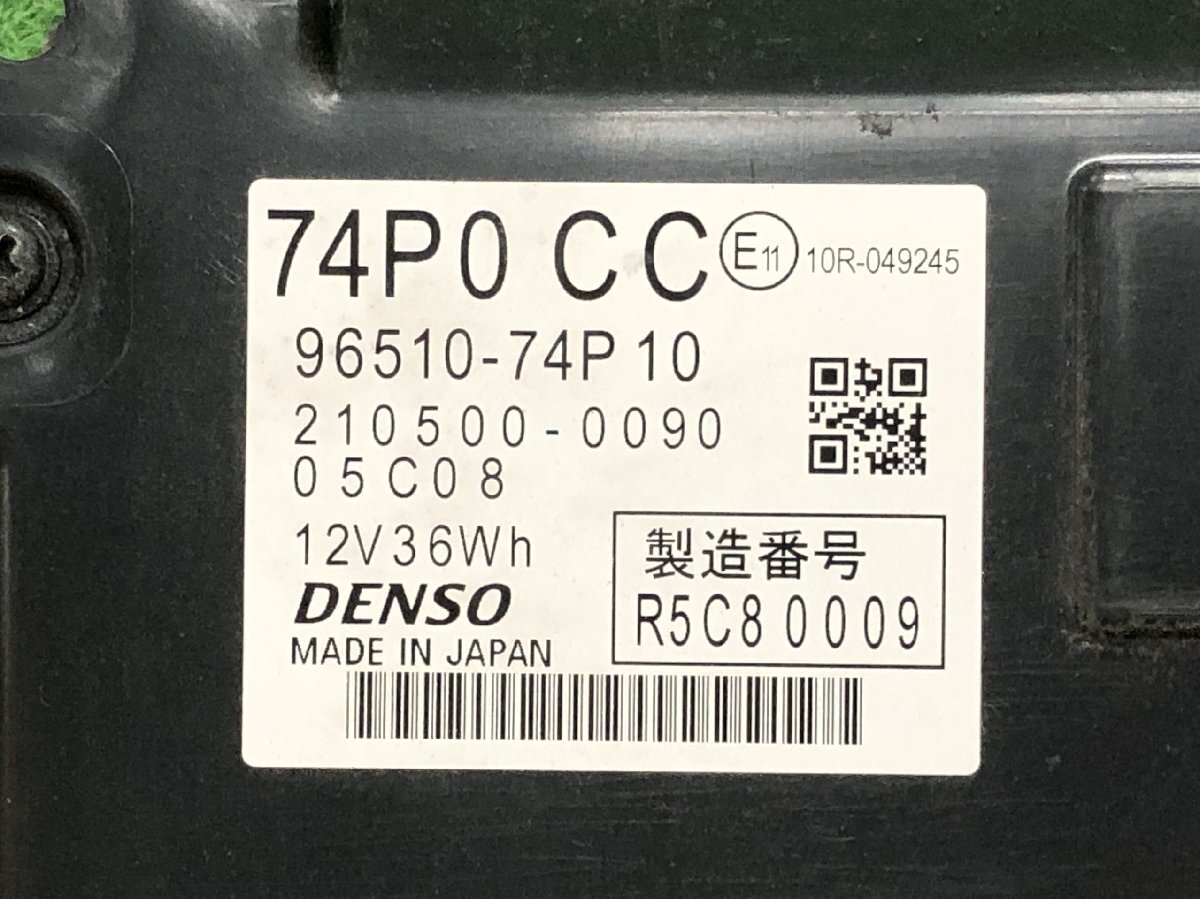 74P0 CC E11 10R-049245
96510-74P10
210500-0090
05C08
12V36Wh
DENSO
MADE IN JAPAN
製造番号
R5C80009